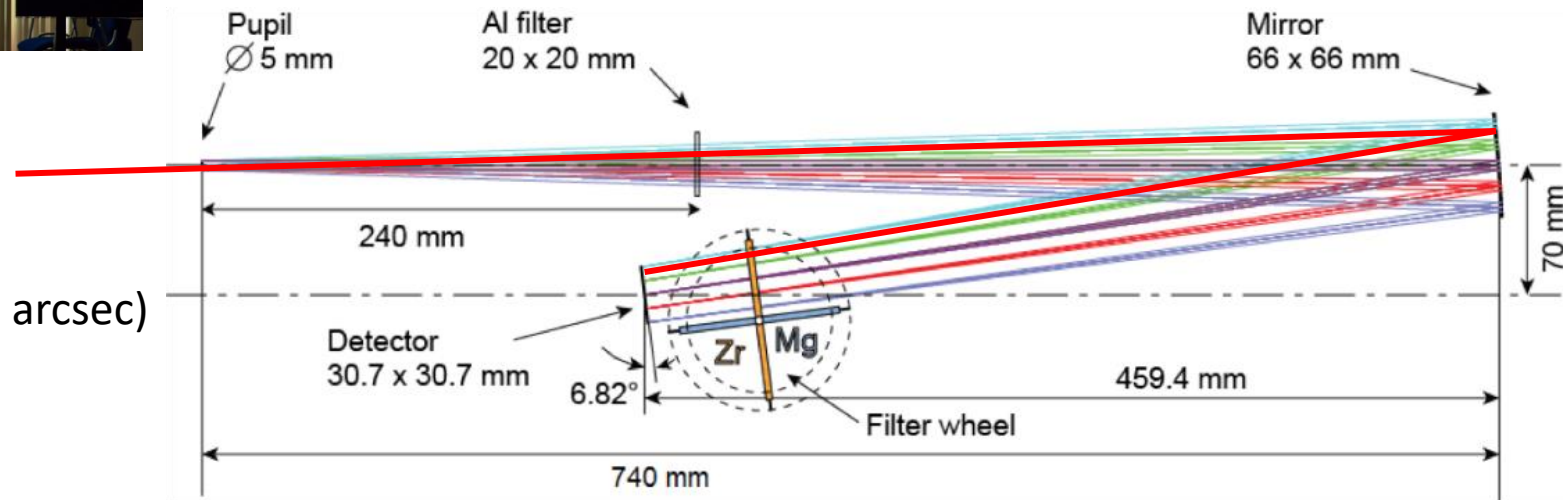 Pupil
∅ 5 mm
Al filter
20 x 20 mm
Mirror
66 x 66 mm
240 mm
70 mm
arcsec)
Detector
30.7 x 30.7 mm
Zr
Mg
6.82°
459.4 mm
Filter wheel
740 mm